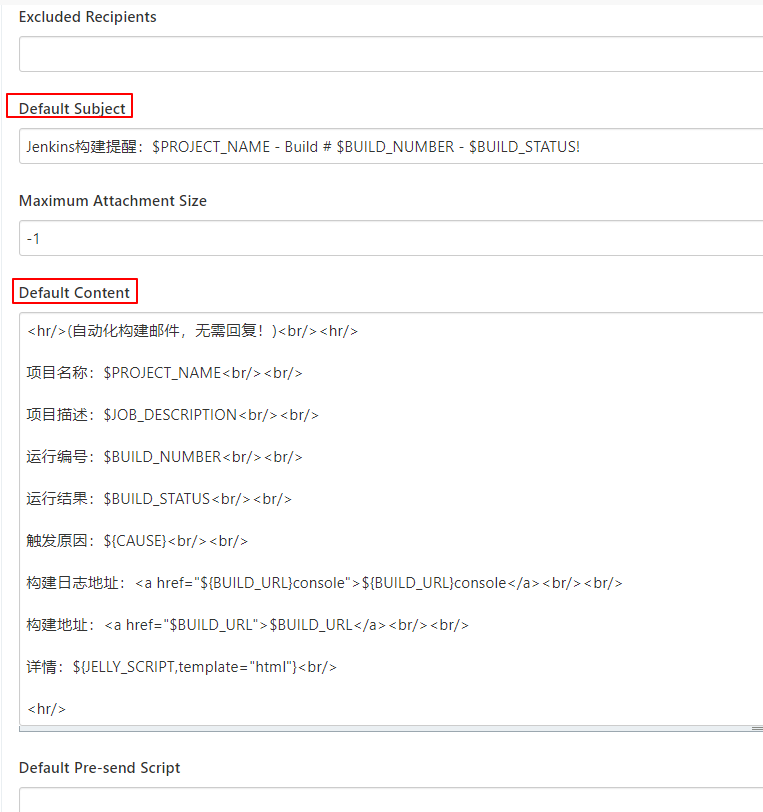 Excluded Recipients
Default Subject
Jenkins构建提醒：$PROJECT_NAME - Build # $BUILD_NUMBER - $BUILD_STATUS!
Maximum Attachment Size
-1
Default Content
<hr/>(自动化构建邮件，无需回复！)<br/><hr/>
项目名称：$PROJECT_NAME<br/><br/>
项目描述：$JOB_DESCRIPTION<br/><br/>
运行编号：$BUILD_NUMBER<br/><br/>
运行结果：$BUILD_STATUS<br/><br/>
触发原因：${CAUSE}<br/><br/>
构建日志地址：<a href="${BUILD_URL}console">${BUILD_URL}console</a><br/><br/>
构建地址：<a href="$BUILD_URL">$BUILD_URL</a><br/><br/>
详情：${JELLY_SCRIPT,template="html"}<br/>
<hr/>
Default Pre-send Script